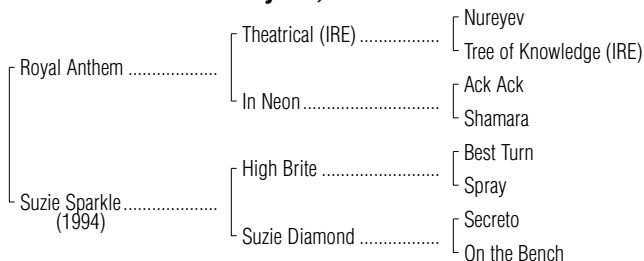 Nureyev
Theatrical (IRE)
Tree of Knowledge (IRE)
Royal Anthem
Ack Ack
In Neon
Shamara
Best Turn
High Brite
Spray
Suzie Sparkle
(1994)
Secreto
Suzie Diamond
On the Bench